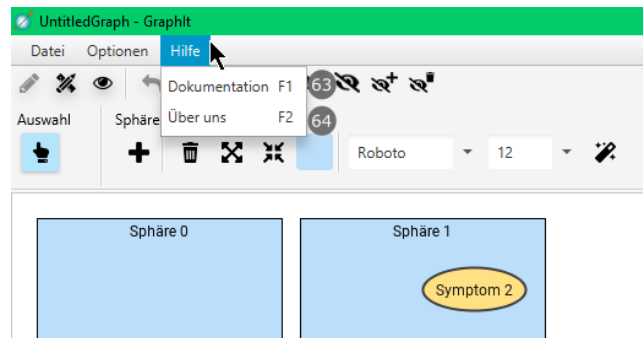 UntitledGraph - GraphIt
Datei Optionen Hilfe
Dokumentation F1 63
Auswahl Sphäre Über uns F2 64
Roboto 12
Sphäre 0 Sphäre 1
Symptom 2